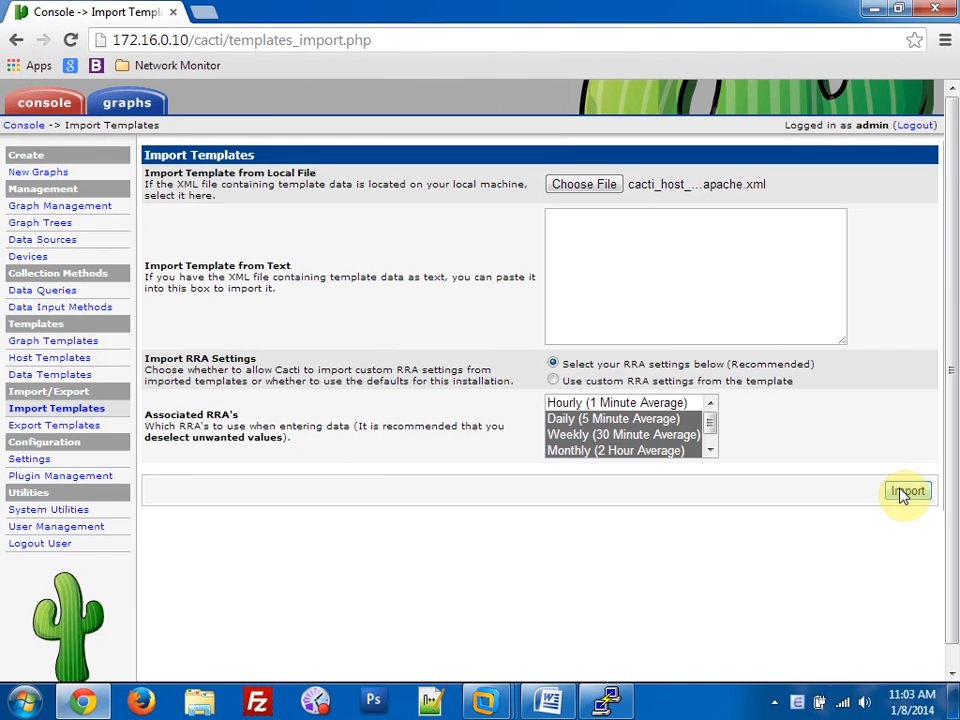 Console -> Import Templ
172.16.0.10/cacti/templates_import.php
Apps
Network Monitor
console
graphs
Console -> Import Templates
Logged in as admin (Logout)
Create
New Graphs
Management
Graph Management
Graph Trees
Data Sources
Devices
Collection Methods
Data Queries
Data Input Methods
Templates
Graph Templates
Host Templates
Data Templates
Import/Export
Import Templates
Export Templates
Configuration
Settings
Plugin Management
Utilities
System Utilities
User Management
Logout User
Import Templates
Import Template from Local File
If the XML file containing template data is located on your local machine,
select it here.
Choose File cacti_host_...apache.xml
Import Template from Text
If you have the XML file containing template data as text, you can paste it
into this box to import it.
Import RRA Settings
Choose whether to allow Cacti to import custom RRA settings from
imported templates or whether to use the defaults for this installation.
Select your RRA settings below (Recommended)
Use custom RRA settings from the template
Associated RRA's
Which RRA's to use when entering data (It is recommended that you
deselect unwanted values).
Hourly (1 Minute Average)
Daily (5 Minute Average)
Weekly (30 Minute Average)
Monthly (2 Hour Average)
Import
11:03 AM
1/8/2014